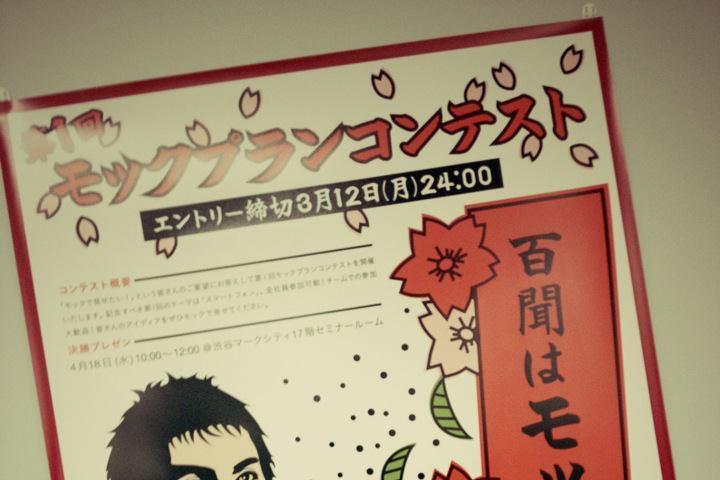 第1回
モックプランコンテスト
エントリー締切3月12日(月)24:00
コンテスト概要
「モックで見せたい！」という皆さんのご要望にお答えして第1回モックプランコンテストを開催
いたします。記念すべき第1回のテーマは「スマートフォン」。全社員参加可能！チームでの参加
大歓迎！皆さんのアイディアをぜひモックで見せてください。
決勝プレゼン
4月18日(水)10:00〜12:00 @渋谷マークシティ17階セミナールーム
百聞はモッ